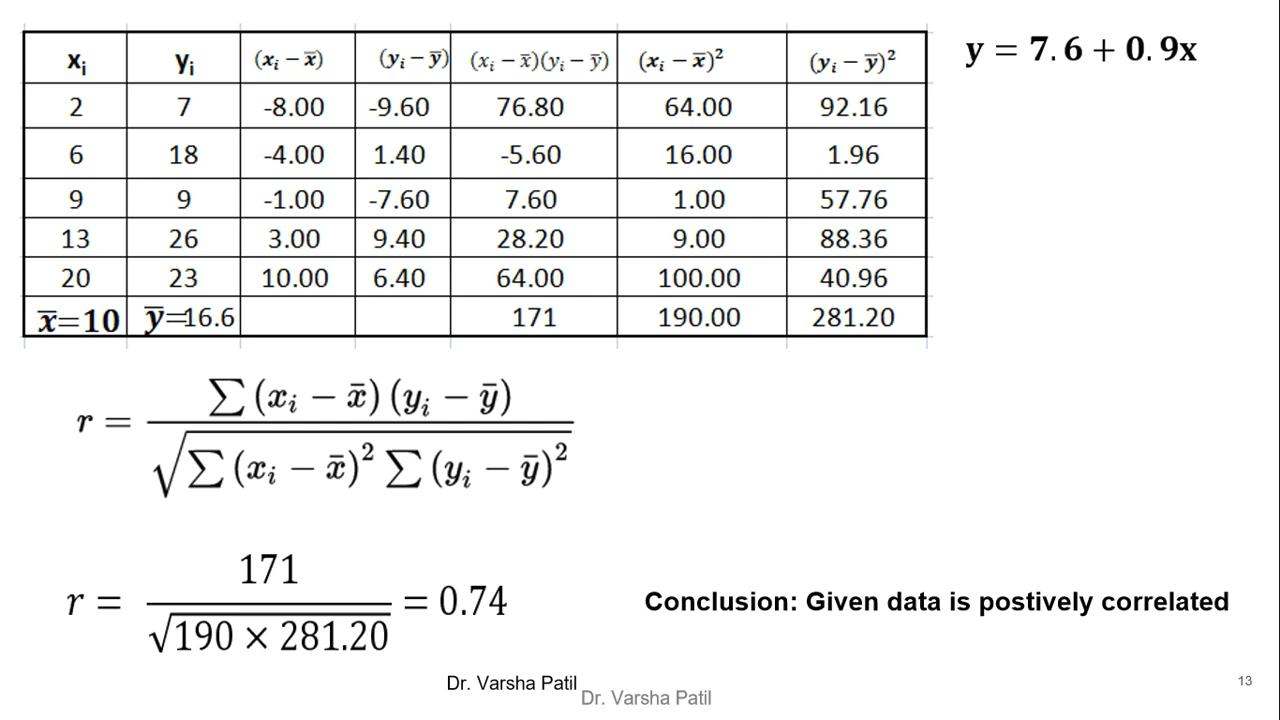 xᵢ yᵢ (xᵢ − x̅) (yᵢ − y̅) (xᵢ − x̅)(yᵢ − y̅) (xᵢ − x̅)² (yᵢ − y̅)²
2 7 -8.00 -9.60 76.80 64.00 92.16
6 18 -4.00 1.40 -5.60 16.00 1.96
9 9 -1.00 -7.60 7.60 1.00 57.76
13 26 3.00 9.40 28.20 9.00 88.36
20 23 10.00 6.40 64.00 100.00 40.96
x̅=10 y̅=16.6 171 190.00 281.20
y = 7.6 + 0.9x
r = ∑ (xᵢ − x̄) (yᵢ − ȳ) / √∑ (xᵢ − x̄)² ∑ (yᵢ − ȳ)²
r = 171 / √190 × 281.20 = 0.74
Conclusion: Given data is postively correlated
Dr. Varsha Patil
Dr. Varsha Patil
13